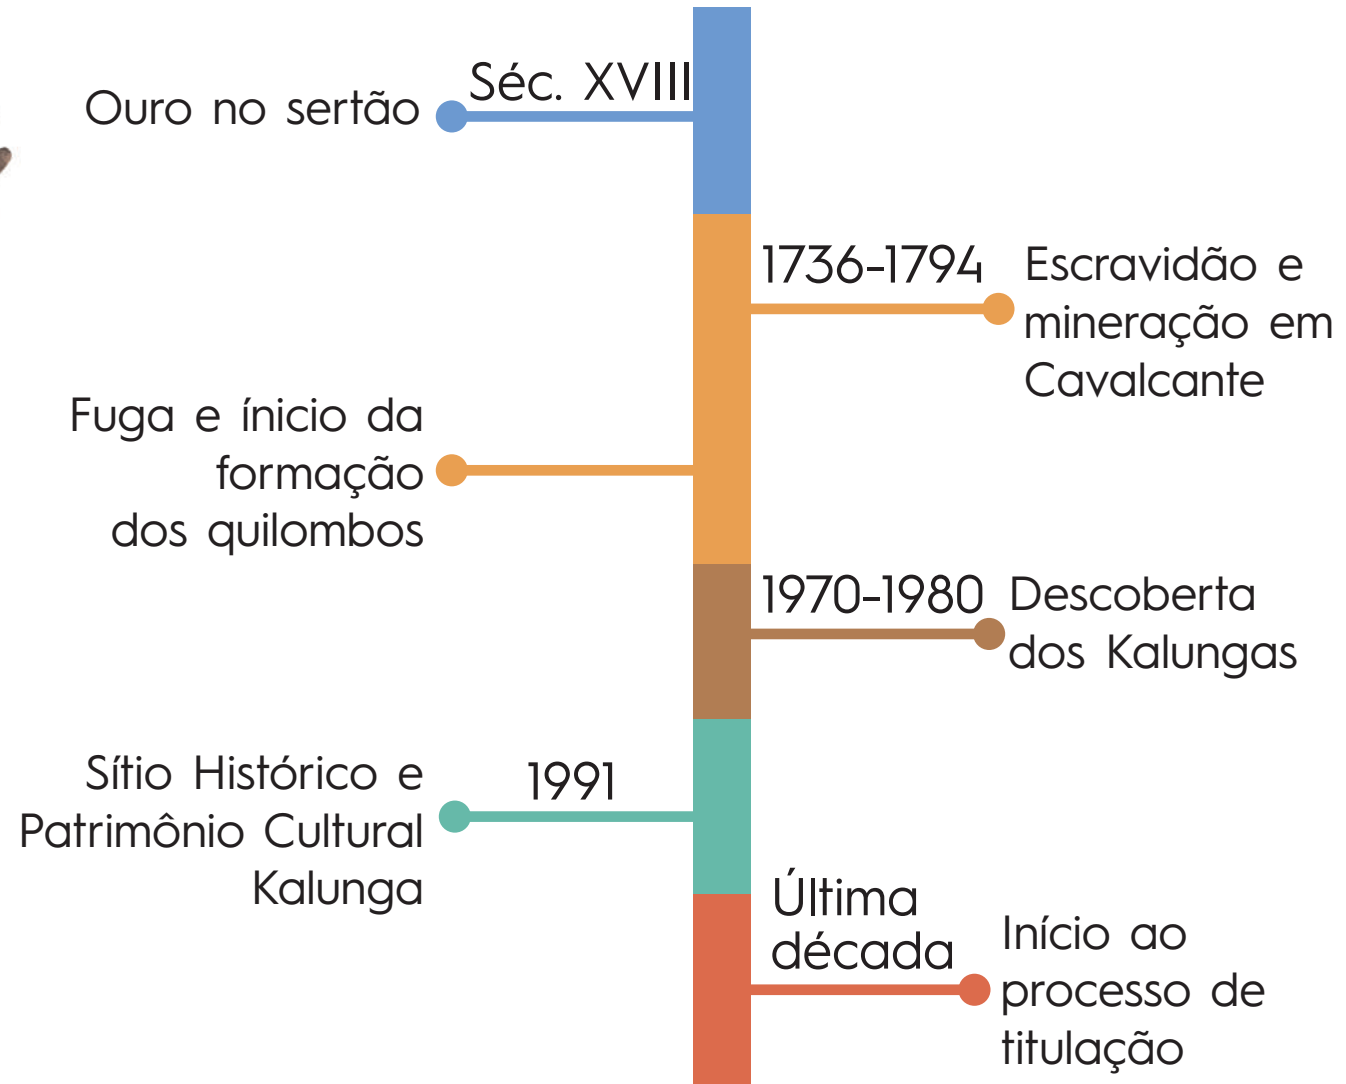 Séc. XVIII
Ouro no sertão
1736-1794
Escravidão e
mineração em
Cavalcante
Fuga e ínicio da
formação
dos quilombos
1970-1980
Descoberta
dos Kalungas
1991
Sítio Histórico e
Patrimônio Cultural
Kalunga
Última
década
Início ao
processo de
titulação